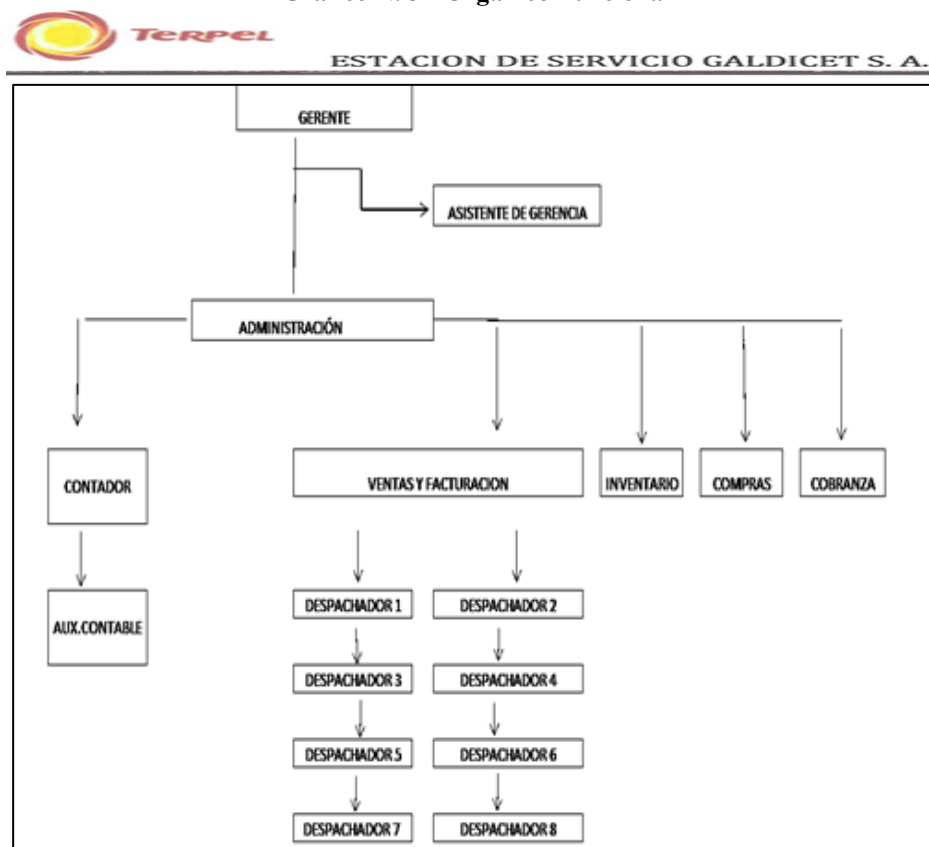 TERPEL
ESTACION DE SERVICIO GALDICET S. A.
GERENTE
ASISTENTE DE GERENCIA
ADMINISTRACIÓN
CONTADOR
VENTAS Y FACTURACION
INVENTARIO
COMPRAS
COBRANZA
AUX.CONTABLE
DESPACHADOR 1
DESPACHADOR 2
DESPACHADOR 3
DESPACHADOR 4
DESPACHADOR 5
DESPACHADOR 6
DESPACHADOR 7
DESPACHADOR 8